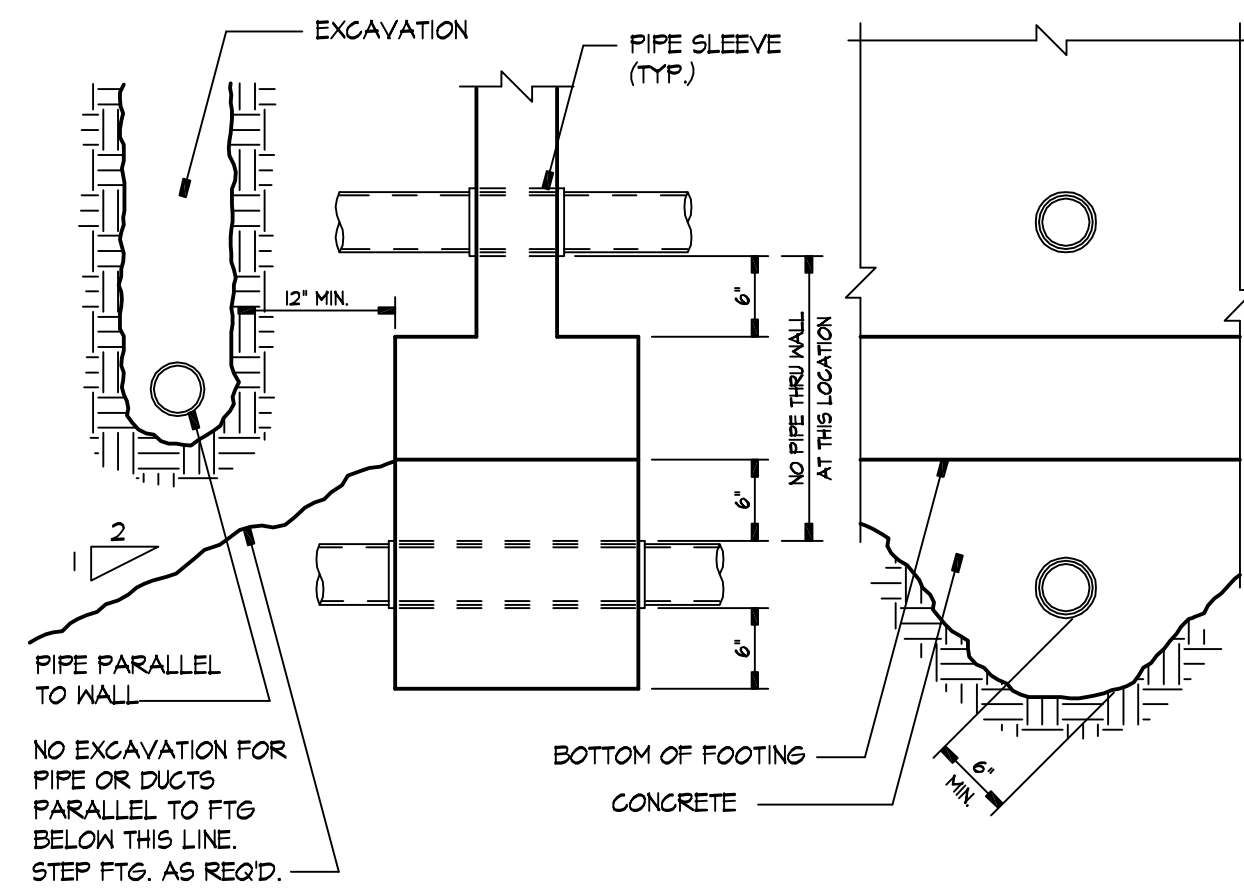 EXCAVATION
PIPE SLEEVE
(TYP.)
12" MIN.
6"
NO PIPE THRU WALL
AT THIS LOCATION
6"
2
1
6"
PIPE PARALLEL
TO WALL
NO EXCAVATION FOR
PIPE OR DUCTS
PARALLEL TO FTG
BELOW THIS LINE.
STEP FTG. AS REQ'D.
BOTTOM OF FOOTING
CONCRETE
6"
MIN.